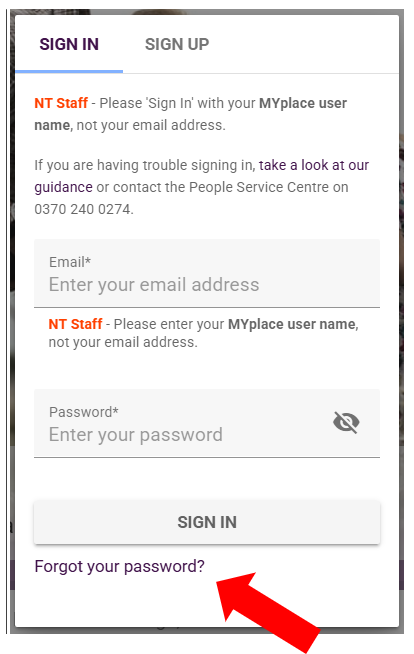 SIGN IN SIGN UP
NT Staff - Please 'Sign In' with your MYplace user
name, not your email address.
If you are having trouble signing in, take a look at our
guidance or contact the People Service Centre on
0370 240 0274.
Email*
Enter your email address
NT Staff - Please enter your MYplace user name,
not your email address.
Password*
Enter your password
SIGN IN
Forgot your password?